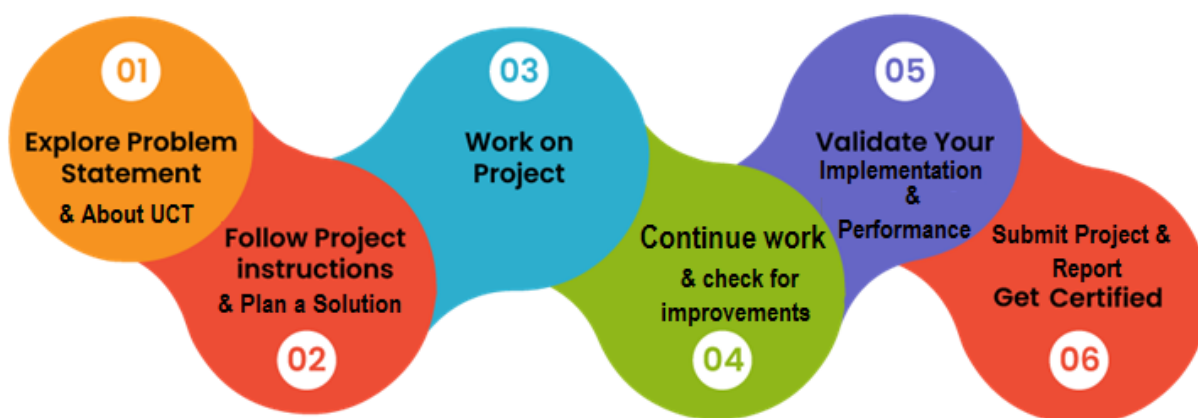 01
Explore Problem
Statement
& About UCT
Follow Project
instructions
& Plan a Solution
02
03
Work on
Project
Continue work
& check for
improvements
04
05
Validate Your
Implementation
&
Performance
Submit Project &
Report
Get Certified
06